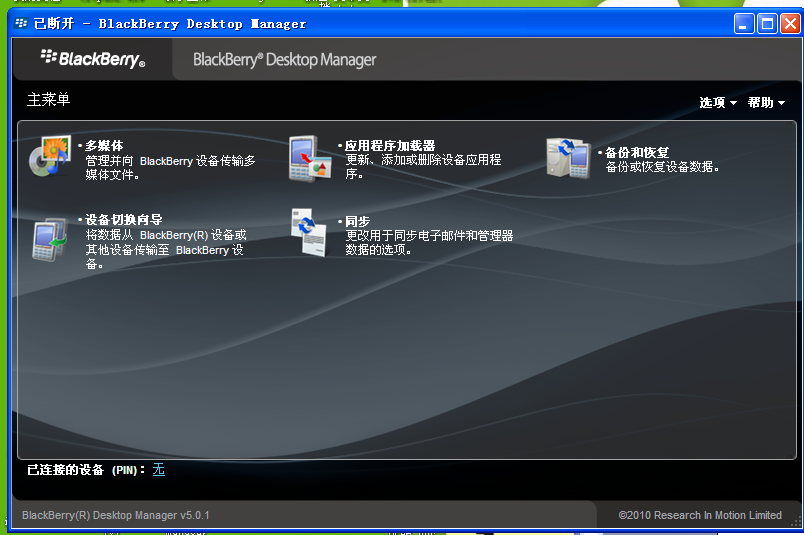 已断开 - BlackBerry Desktop Manager
BlackBerry®
BlackBerry® Desktop Manager
主菜单
选项
帮助
• 多媒体
管理并向 BlackBerry 设备传输多
媒体文件。
• 应用程序加载器
更新、添加或删除设备应用程
序。
• 备份和恢复
备份或恢复设备数据。
• 设备切换向导
将数据从 BlackBerry(R) 设备或
其他设备传输至 BlackBerry 设
备。
• 同步
更改用于同步电子邮件和管理器
数据的选项。
已连接的设备 (PIN)： 无
BlackBerry(R) Desktop Manager v5.0.1
©2010 Research In Motion Limited